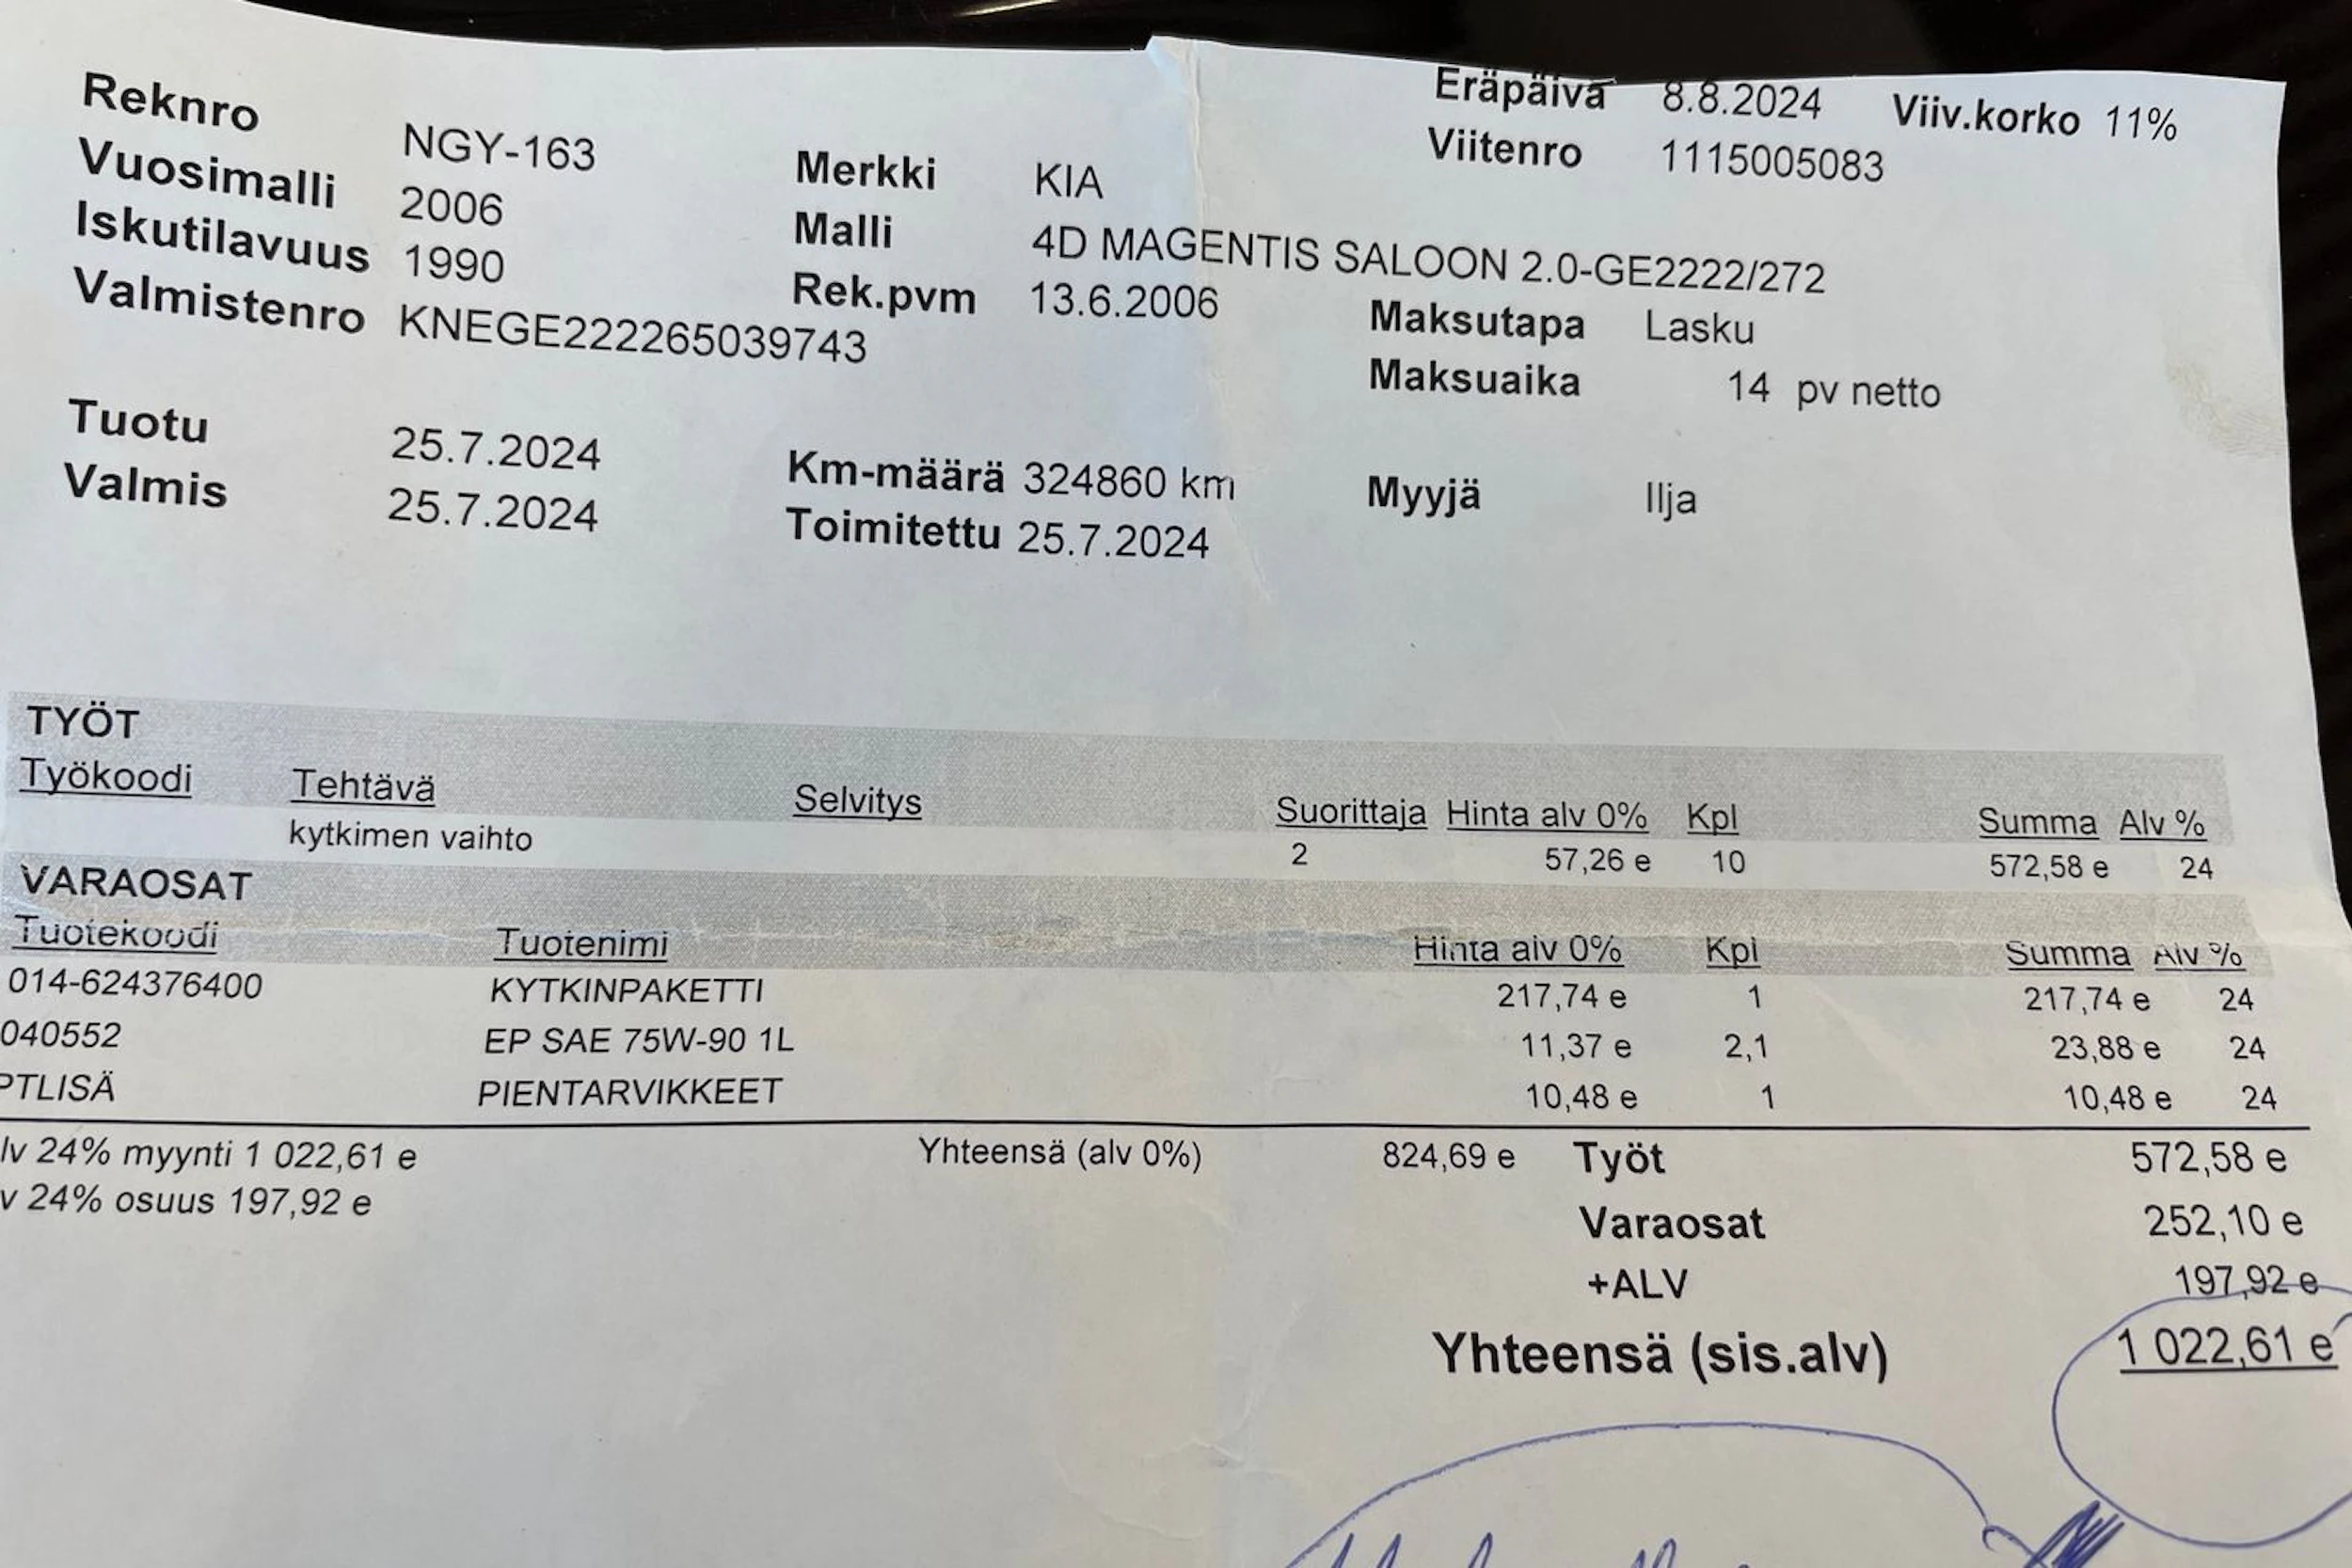 Eräpäivä 8.8.2024 Viiv.korko 11%
Viitenro 1115005083
Reknro NGY-163
Vuosimalli 2006 Merkki KIA
Iskutilavuus 1990 Malli 4D MAGENTIS SALOON 2.0-GE2222/272
Valmistenro KNEGE222265039743 Rek.pvm 13.6.2006
Maksutapa Lasku
Maksuaika 14 pv netto
Tuotu 25.7.2024 Km-määrä 324860 km Myyjä Ilja
Valmis 25.7.2024 Toimitettu 25.7.2024
TYÖT
Työkoodi Tehtävä Selvitys Suorittaja Hinta alv 0% Kpl Summa Alv %
kytkimen vaihto 2 57,26 e 10 572,58 e 24
VARAOSAT
Tuotekoodi Tuotenimi Hinta alv 0% Kpl Summa Alv %
014-624376400 KYTKINPAKETTI 217,74 e 1 217,74 e 24
040552 EP SAE 75W-90 1L 11,37 e 2,1 23,88 e 24
PTLISÄ PIENTARVIKKEET 10,48 e 1 10,48 e 24
lv 24% myynti 1 022,61 e Yhteensä (alv 0%) 824,69 e Työt 572,58 e
v 24% osuus 197,92 e Varaosat 252,10 e
+ALV 197,92 e
Yhteensä (sis.alv) 1 022,61 e